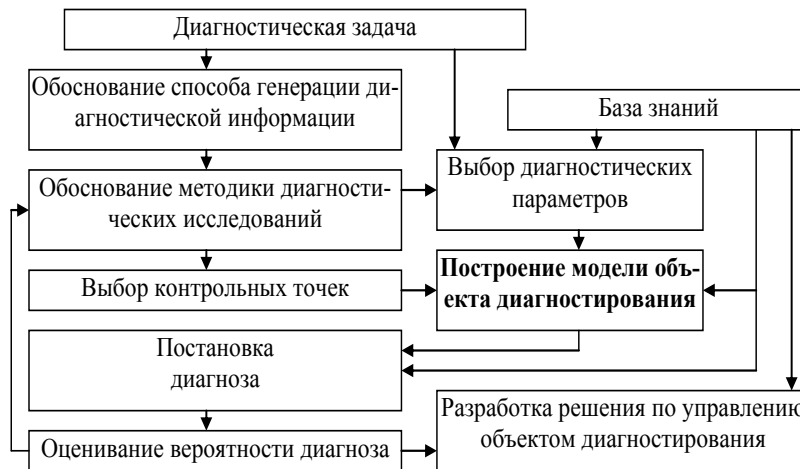 Диагностическая задача
Обоснование способа генерации ди-
агностической информации
База знаний
Обоснование методики диагности-
ческих исследований
Выбор диагностических
параметров
Выбор контрольных точек
Построение модели объ-
екта диагностирования
Постановка
диагноза
Оценивание вероятности диагноза
Разработка решения по управлению
объектом диагностирования